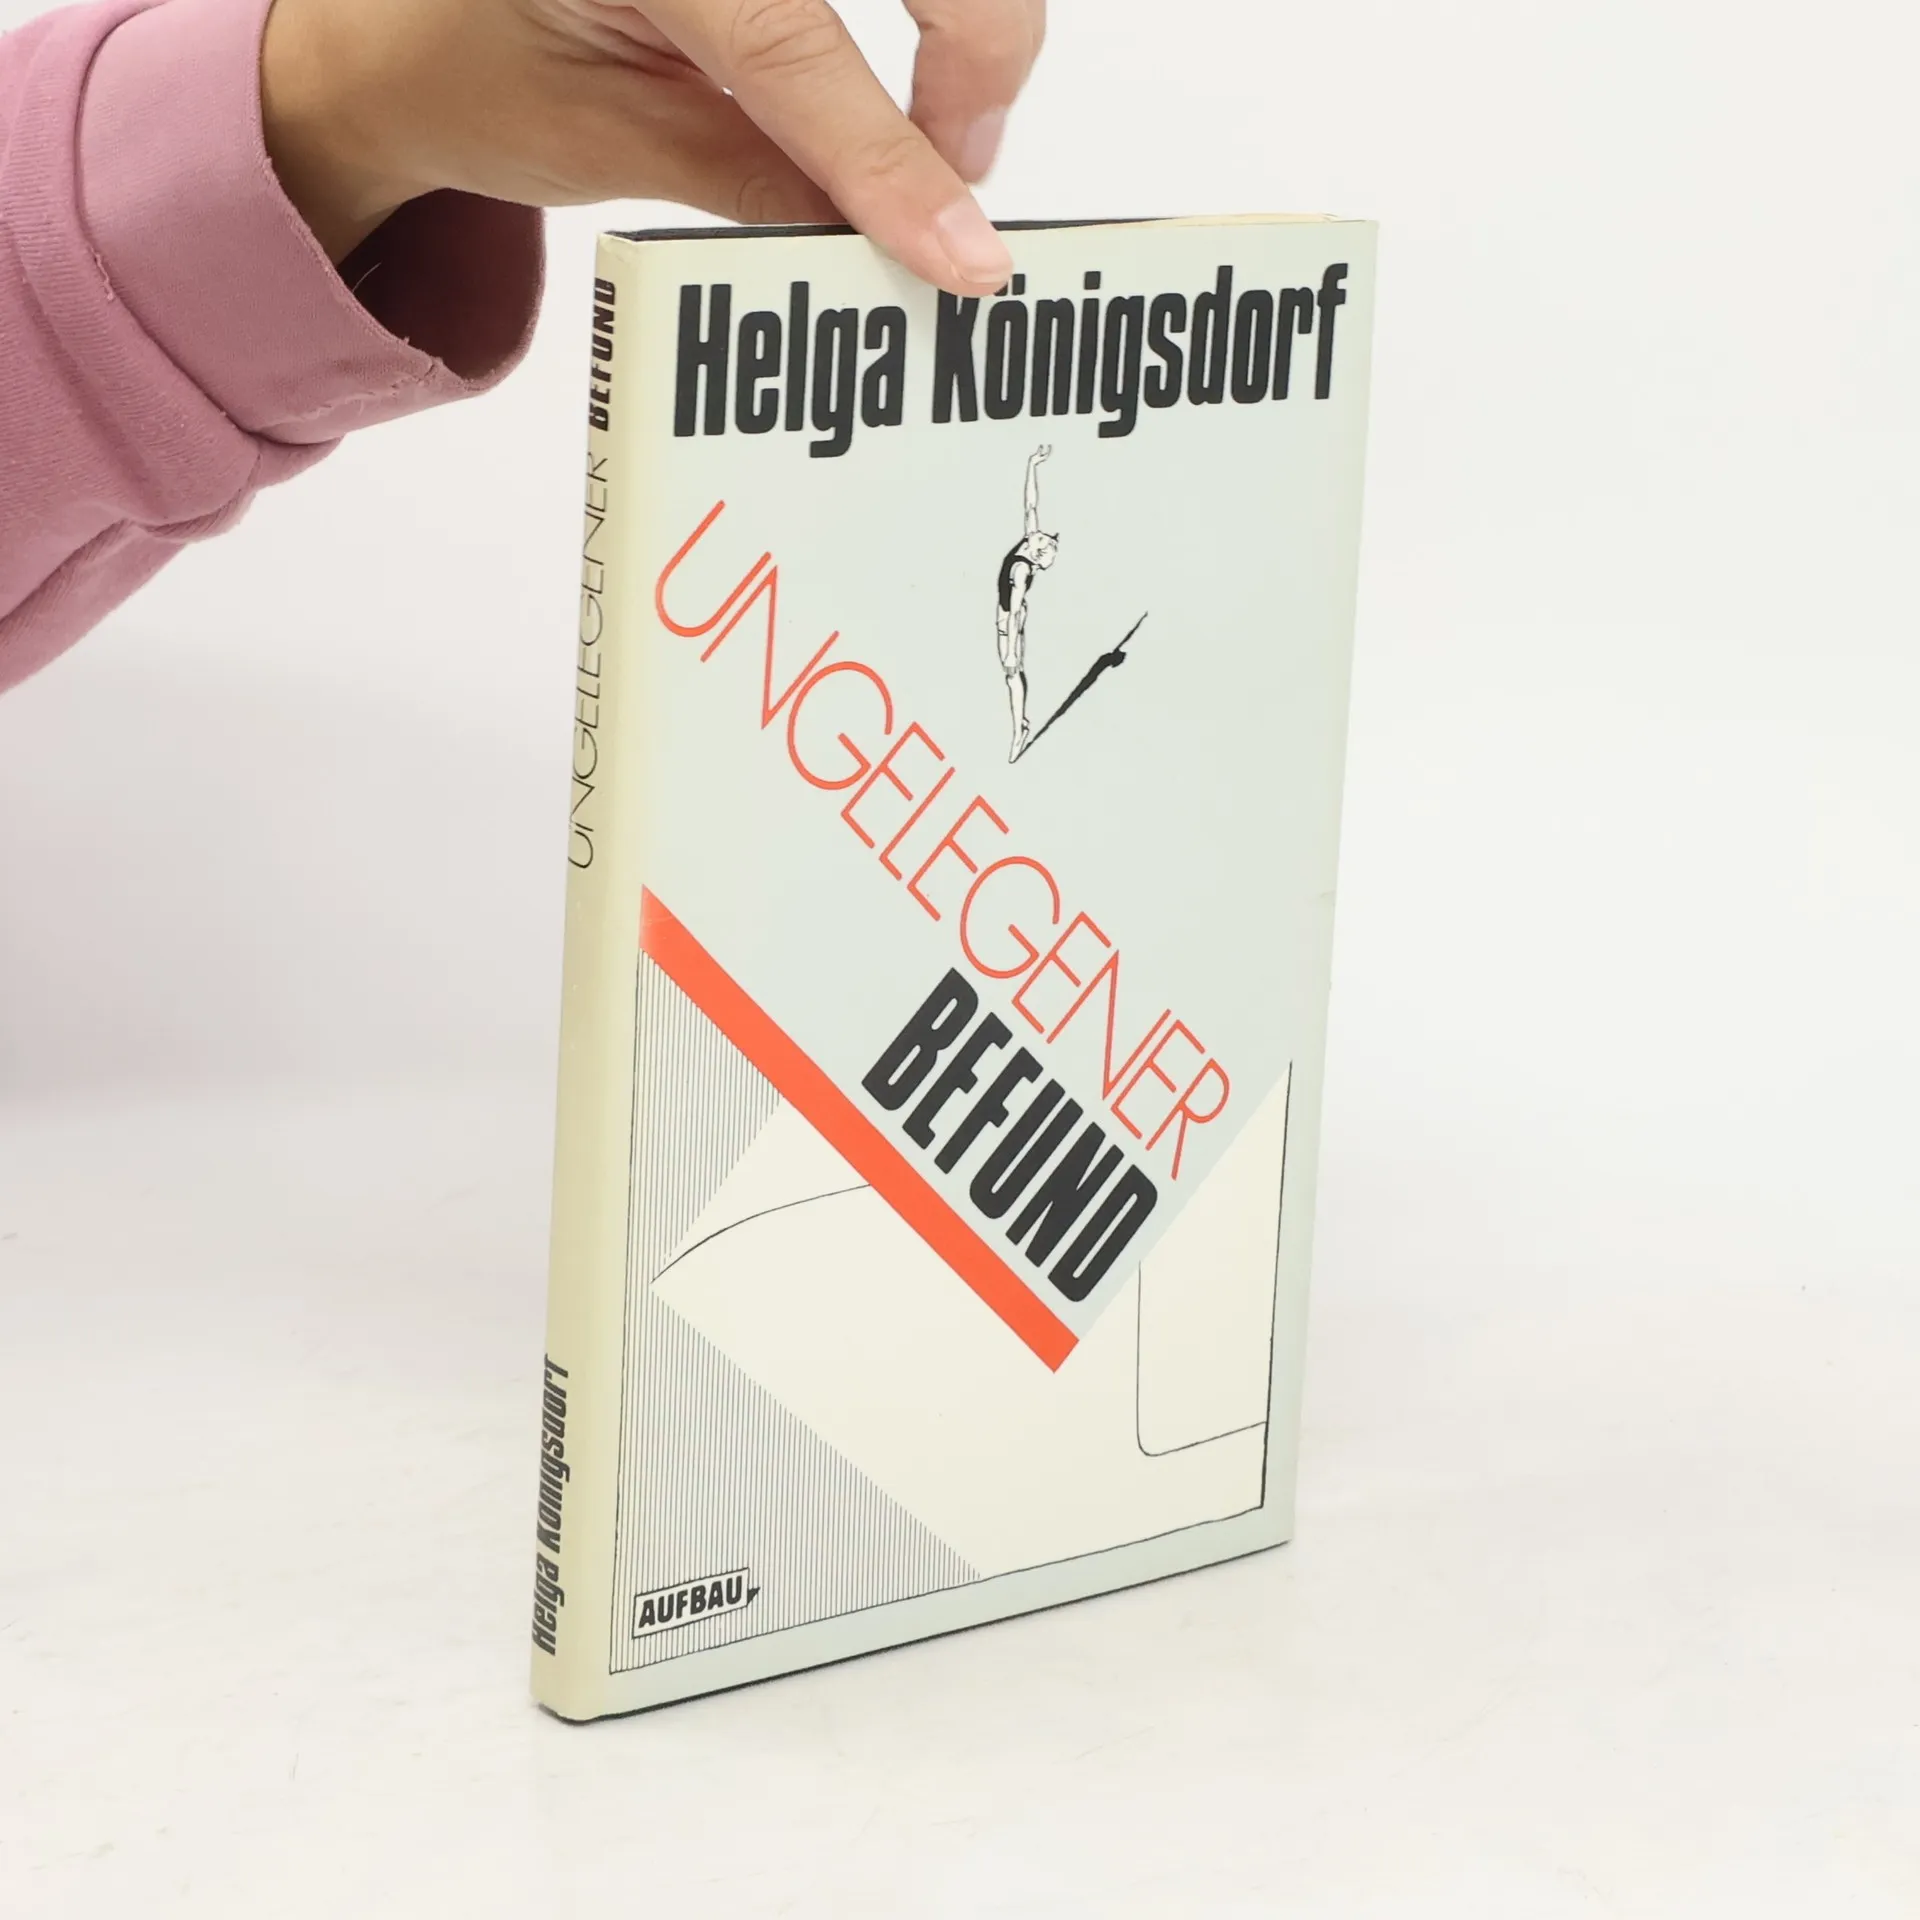 Helga Königsdorf
UNGELEGENER
BEFUND
AUFBAU
Helga Königsdorf
UNGELEGENER BEFUND